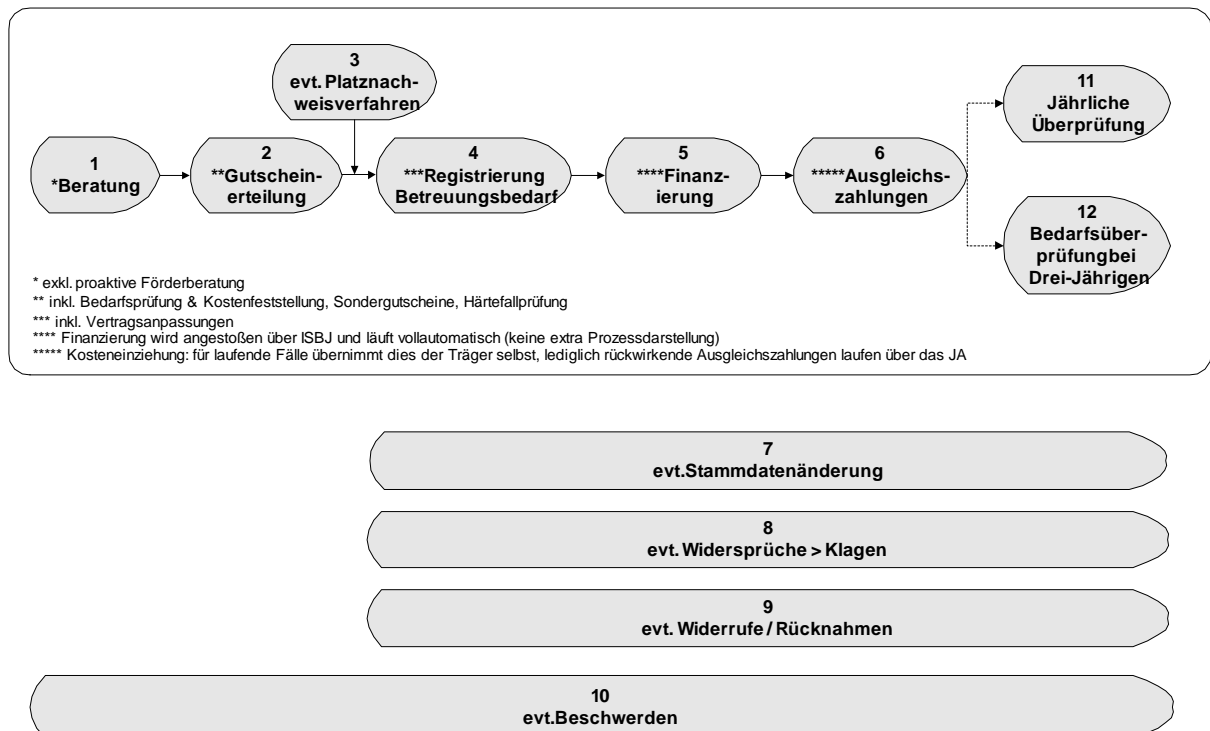 3
evt. Platznach-
weisverfahren
11
Jährliche
Überprüfung
1
*Beratung
2
**Gutschein-
erteilung
4
***Registrierung
Betreuungsbedarf
5
****Finanz-
ierung
6
*****Ausgleichs-
zahlungen
12
Bedarfsüber-
prüfungbei
Drei-Jährigen
* exkl. proaktive Förderberatung
** inkl. Bedarfsprüfung & Kostenfeststellung, Sondergutscheine, Härtefallprüfung
*** inkl. Vertragsanpassungen
**** Finanzierung wird angestoßen über ISBJ und läuft vollautomatisch (keine extra Prozessdarstellung)
***** Kosteneinziehung: für laufende Fälle übernimmt dies der Träger selbst, lediglich rückwirkende Ausgleichszahlungen laufen über das JA
7
evt.Stammdatenänderung
8
evt. Widersprüche > Klagen
9
evt. Widerrufe / Rücknahmen
10
evt.Beschwerden